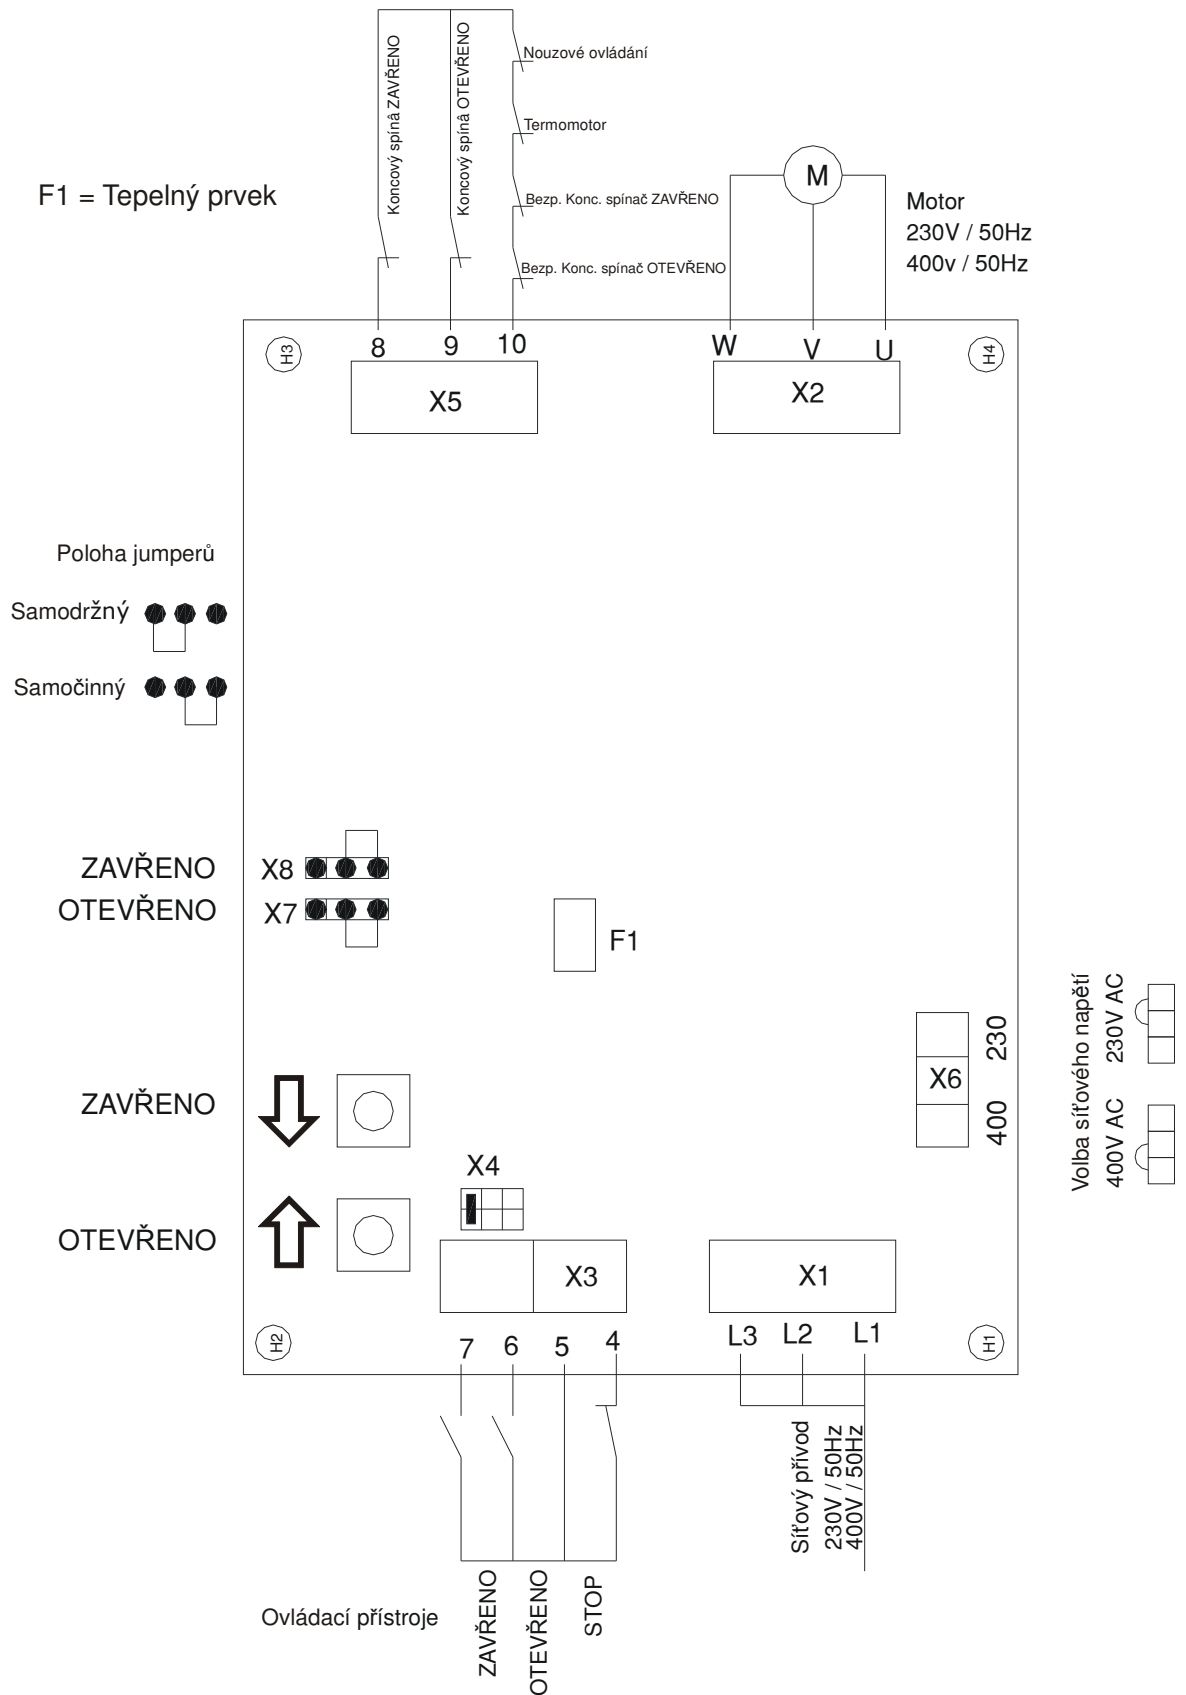 Koncový spínâ ZAVŘENO
Koncový spínâ OTEVŘENO
Nouzové ovládání
Termomotor
Bezp. Konc. spínač ZAVŘENO
Bezp. Konc. spínač OTEVŘENO
F1 = Tepelný prvek
M
Motor
230V / 50Hz
400v / 50Hz
H3
8
9
10
W
V
U
H4
X5
X2
Poloha jumperů
Samodržný
Samočinný
ZAVŘENO
X8
OTEVŘENO
X7
F1
230
X6
400
Volba síťového napětí
230V AC
400V AC
ZAVŘENO
OTEVŘENO
X4
X3
X1
H2
7
6
5
4
L3
L2
L1
H1
Síťový přívod
230V / 50Hz
400V / 50Hz
Ovládací přístroje
ZAVŘENO
OTEVŘENO
STOP